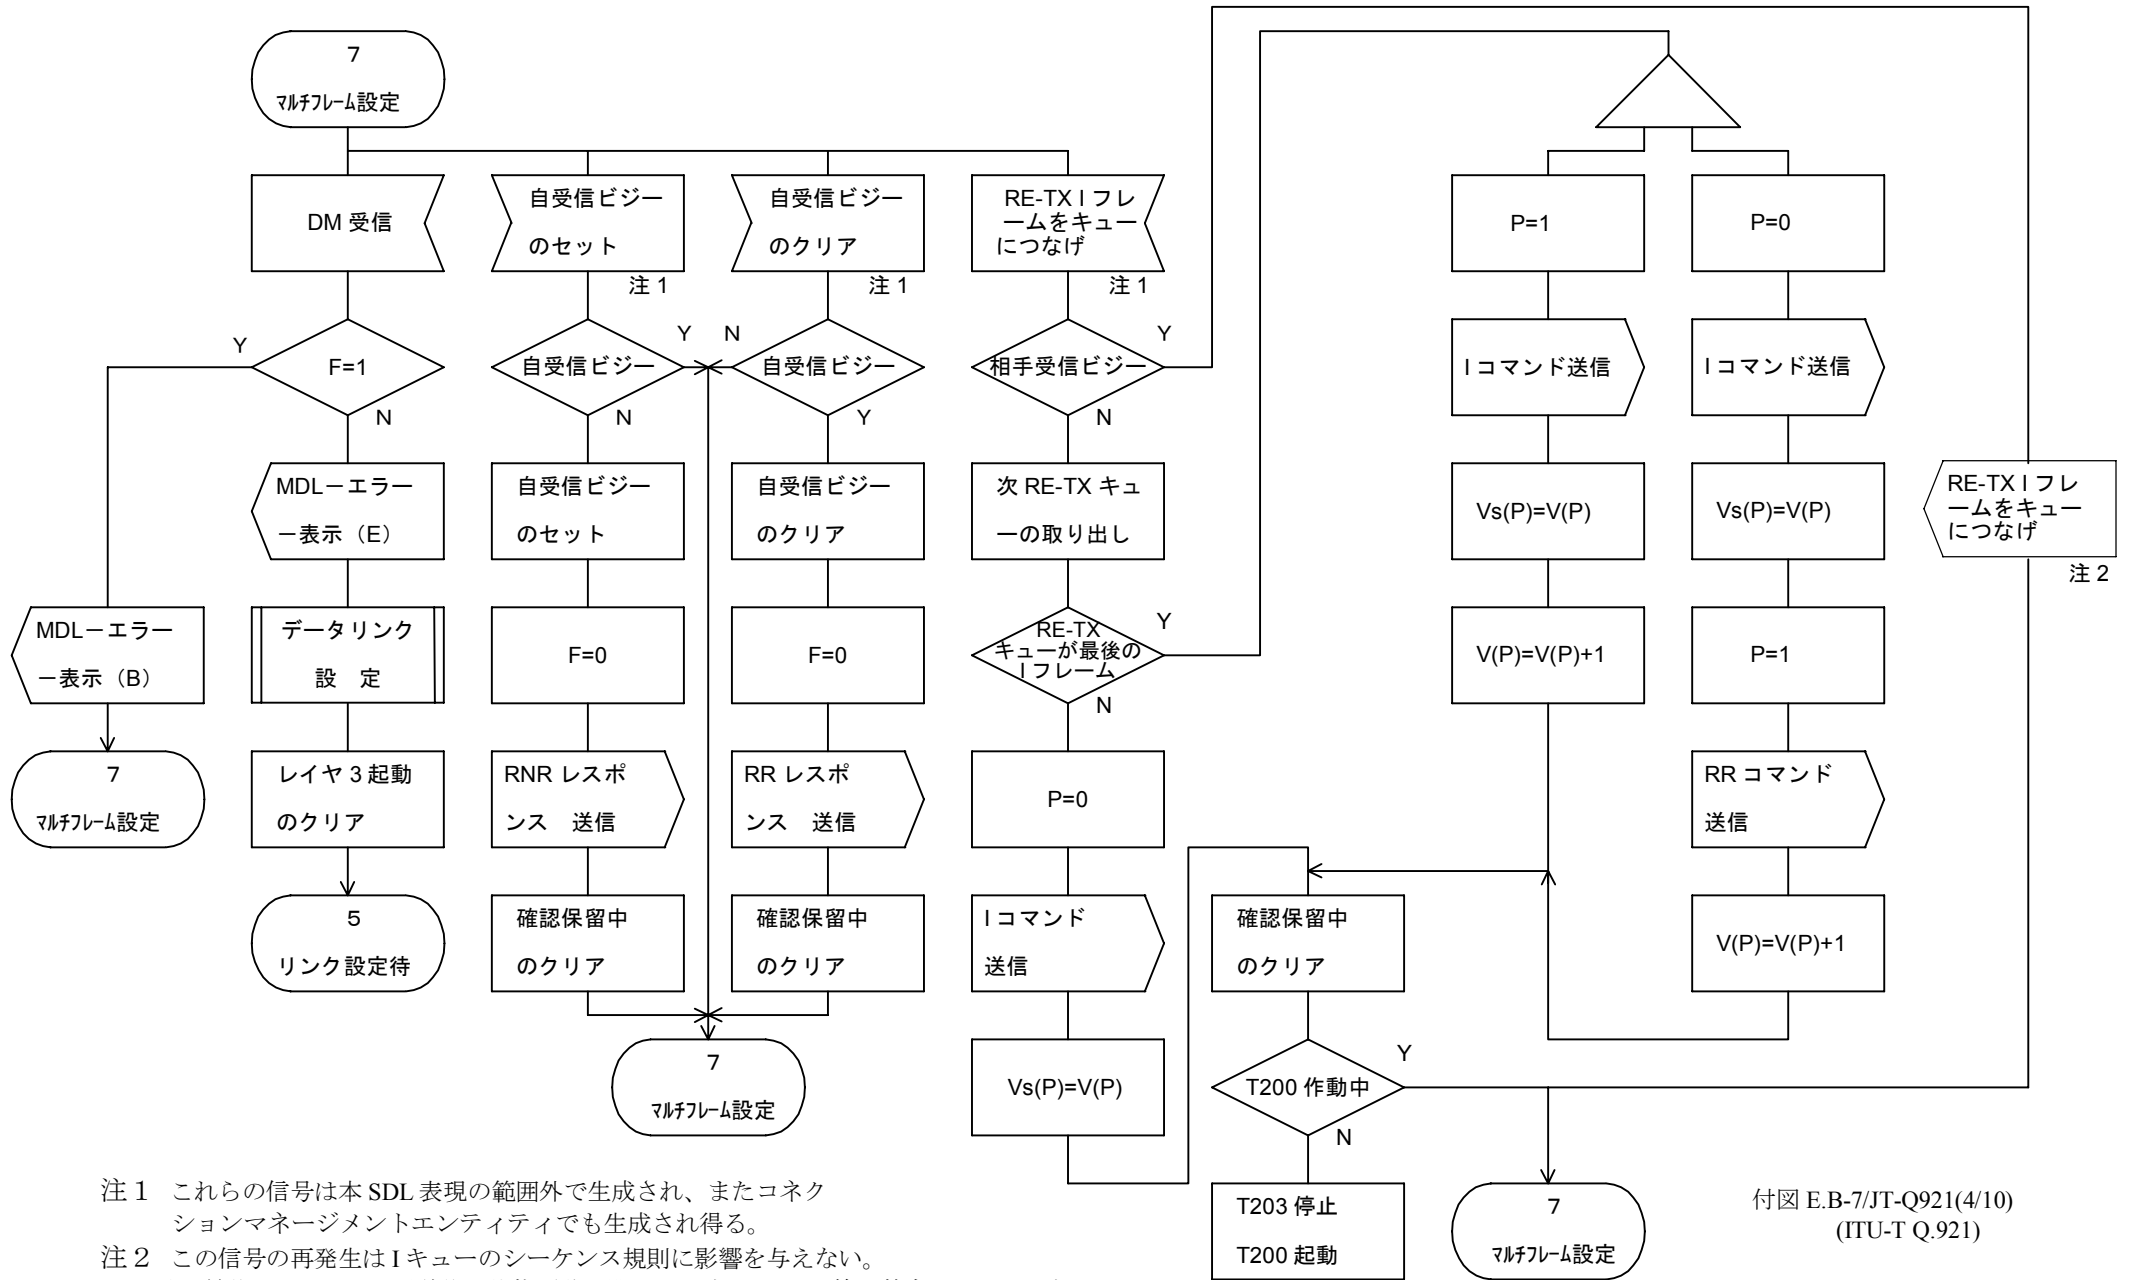 7
マルチフレーム設定
DM 受信
自受信ビジー
のセット
注 1
自受信ビジー
のクリア
注 1
RE-TX I フレ
ームをキュー
につなげ
注 1
P=1
P=0
Y
F=1
N
自受信ビジー
Y
N
N
自受信ビジー
Y
相手受信ビジー
Y
N
I コマンド送信
I コマンド送信
MDL－エラー
－表示（E）
自受信ビジー
のセット
自受信ビジー
のクリア
次 RE-TX キュ
ーの取り出し
Vs(P)=V(P)
Vs(P)=V(P)
RE-TX I フレ
ームをキュー
につなげ
注 2
MDL－エラー
－表示（B）
データリンク
設　定
F=0
F=0
RE-TX
キューが最後の
I フレーム
Y
N
V(P)=V(P)+1
P=1
7
マルチフレーム設定
レイヤ 3 起動
のクリア
RNR レスポ
ンス　送信
RR レスポ
ンス　送信
P=0
RR コマンド
送信
5
リンク設定待
確認保留中
のクリア
確認保留中
のクリア
I コマンド
送信
確認保留中
のクリア
V(P)=V(P)+1
7
マルチフレーム設定
Vs(P)=V(P)
T200 作動中
Y
N
T203 停止
T200 起動
7
マルチフレーム設定
注１　これらの信号は本 SDL 表現の範囲外で生成され、またコネク
ションマネージメントエンティティでも生成され得る。
注２　この信号の再発生は I キューのシーケンス規則に影響を与えない。
付図 E.B-7/JT-Q921(4/10)
(ITU-T Q.921)